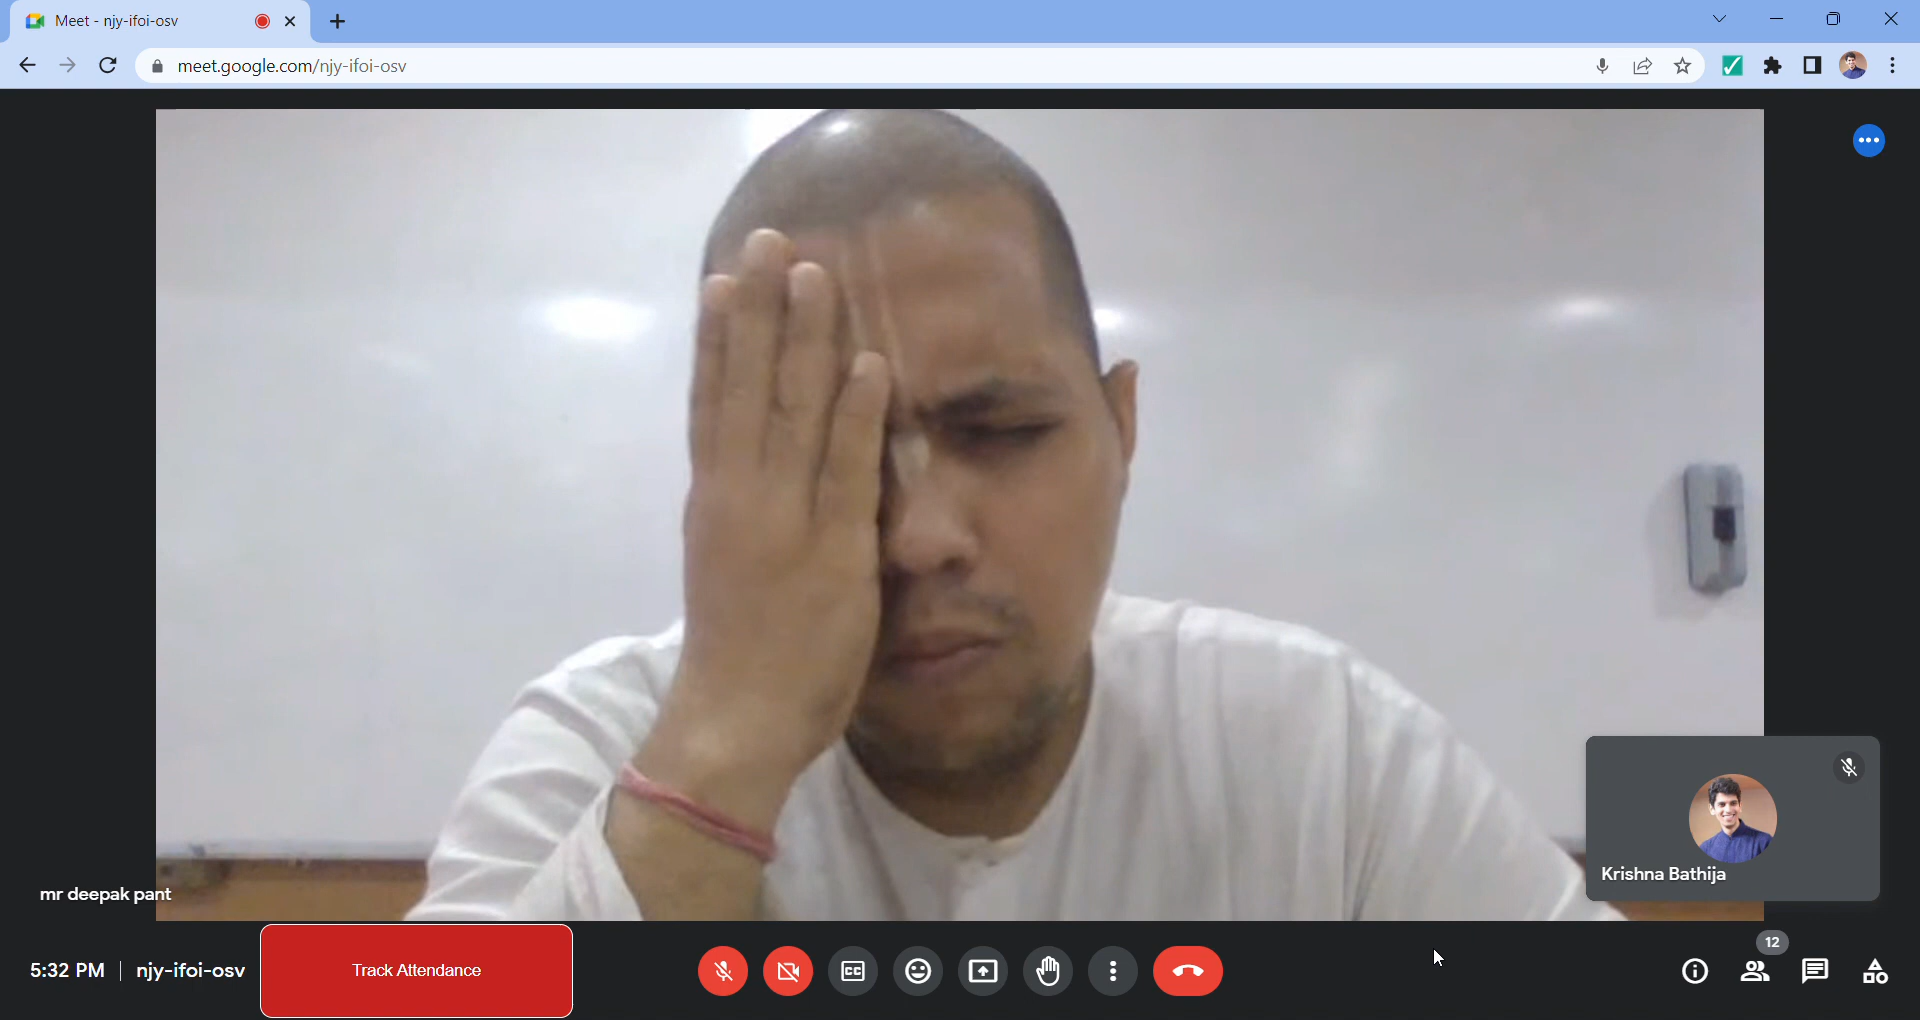 Meet - njy-ifoi-osv
meet.google.com/njy-ifoi-osv
mr deepak pant
Krishna Bathija
5:32 PM | njy-ifoi-osv
Track Attendance
CC
12